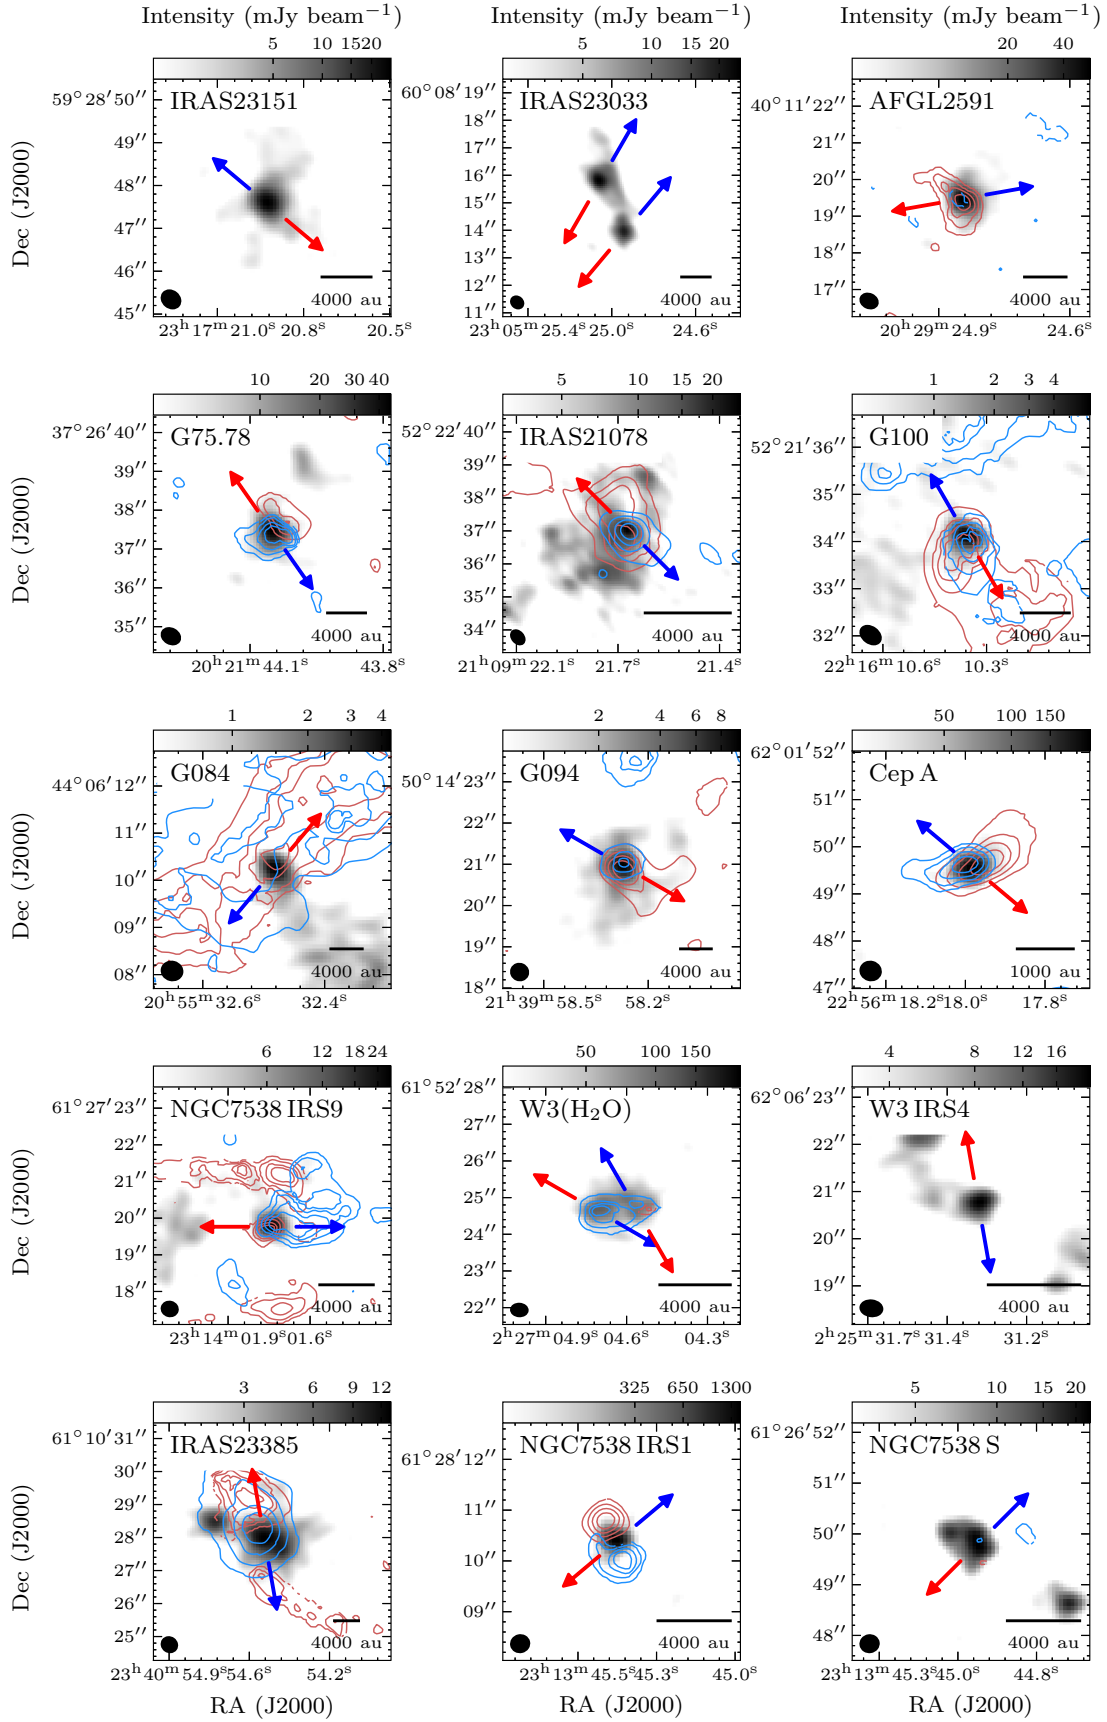 Intensity (mJy beam⁻¹) Intensity (mJy beam⁻¹) Intensity (mJy beam⁻¹)
5 10 15 20 5 10 15 20 20 40
IRAS23151 IRAS23033 AFGL2591
59°28′50″ 49″ 48″ 47″ 46″ 45″
60°08′19″ 17″ 16″ 15″ 14″ 13″ 12″ 11″
40°11′22″ 21″ 20″ 19″ 18″ 17″
Dec (J2000)
4000 au 4000 au 4000 au
23ʰ17ᵐ21.0ˢ 20.8ˢ 20.5ˢ 23ʰ05ᵐ25.4ˢ 25.0ˢ 24.6ˢ 20ʰ29ᵐ24.9ˢ 24.6ˢ
10 20 30 40 5 10 15 20 1 2 3 4
G75.78 IRAS21078 G100
37°26′40″ 39″ 38″ 37″ 36″ 35″
52°22′40″ 39″ 38″ 37″ 36″ 35″ 34″
52°21′36″ 35″ 34″ 33″ 32″
Dec (J2000)
4000 au 4000 au 4000 au
20ʰ21ᵐ44.1ˢ 43.8ˢ 21ʰ09ᵐ22.1ˢ 21.7ˢ 21.4ˢ 22ʰ16ᵐ10.6ˢ 10.3ˢ
1 2 3 4 2 4 6 8 50 100 150
G084 G094 Cep A
44°06′12″ 11″ 10″ 09″ 08″
50°14′23″ 22″ 21″ 20″ 19″ 18″
62°01′52″ 51″ 50″ 49″ 48″ 47″
Dec (J2000)
4000 au 4000 au 1000 au
20ʰ55ᵐ32.6ˢ 32.4ˢ 21ʰ39ᵐ58.5ˢ 58.2ˢ 22ʰ56ᵐ18.2ˢ 18.0ˢ 17.8ˢ
6 12 18 24 50 100 150 4 8 12 16
NGC7538 IRS9 W3(H₂O) W3 IRS4
61°27′23″ 22″ 21″ 20″ 19″ 18″
61°52′28″ 27″ 26″ 25″ 24″ 23″ 22″
62°06′23″ 22″ 21″ 20″ 19″
Dec (J2000)
4000 au 4000 au 4000 au
23ʰ14ᵐ01.9ˢ 01.6ˢ 2ʰ27ᵐ04.9ˢ 04.6ˢ 04.3ˢ 2ʰ25ᵐ31.7ˢ 31.4ˢ 31.2ˢ
3 6 9 12 325 650 1300 5 10 15 20
IRAS23385 NGC7538 IRS1 NGC7538 S
61°10′31″ 30″ 29″ 28″ 27″ 26″ 25″
61°28′12″ 11″ 10″ 09″
61°26′52″ 51″ 50″ 49″ 48″
Dec (J2000)
4000 au 4000 au 4000 au
23ʰ40ᵐ54.9ˢ 54.6ˢ 54.2ˢ 23ʰ13ᵐ45.5ˢ 45.3ˢ 45.0ˢ 23ʰ13ᵐ45.3ˢ 45.0ˢ 44.8ˢ
RA (J2000) RA (J2000) RA (J2000)